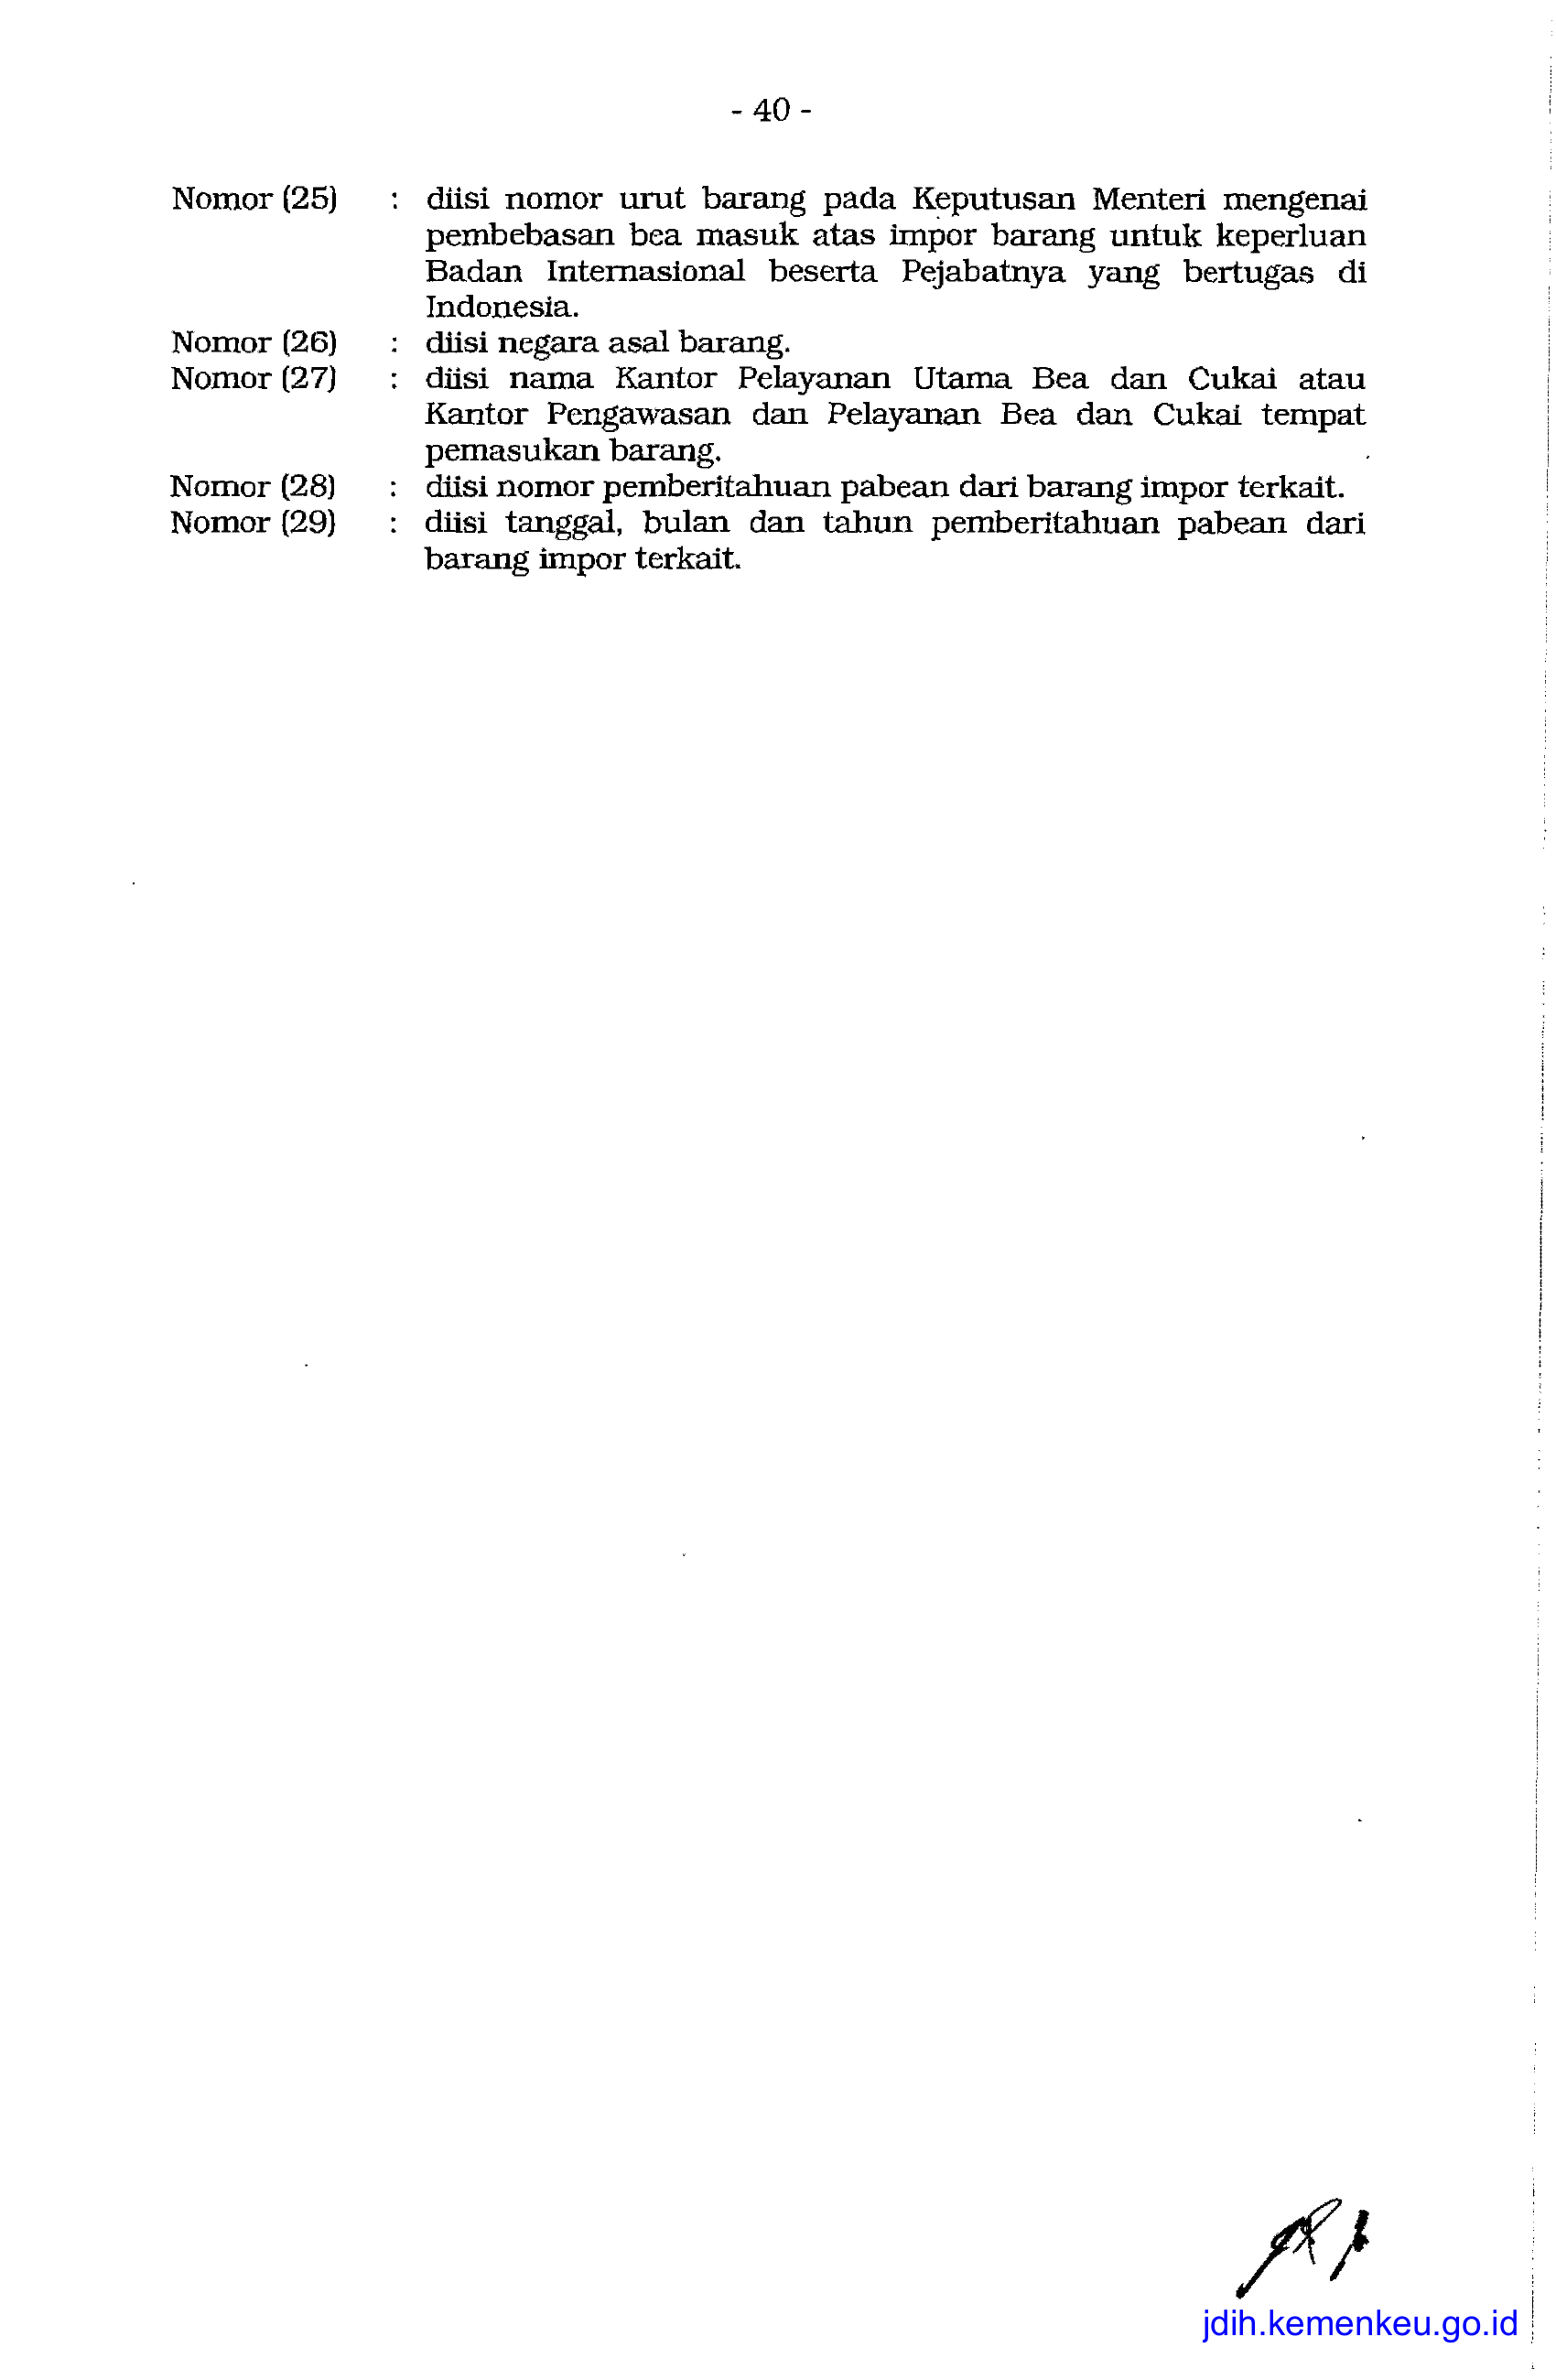 - 40 -
Nomor (25) : diisi nomor urut barang pada Keputusan Menteri mengenai
pembebasan bea masuk atas impor barang untuk keperluan
Badan Internasional beserta Pejabatnya yang bertugas di
Indonesia.
Nomor (26) : diisi negara asal barang.
Nomor (27) : diisi nama Kantor Pelayanan Utama Bea dan Cukai atau
Kantor Pengawasan dan Pelayanan Bea dan Cukai tempat
pemasukan barang.
Nomor (28) : diisi nomor pemberitahuan pabean dari barang impor terkait.
Nomor (29) : diisi tanggal, bulan dan tahun pemberitahuan pabean dari
barang impor terkait.
jdih.kemenkeu.go.id